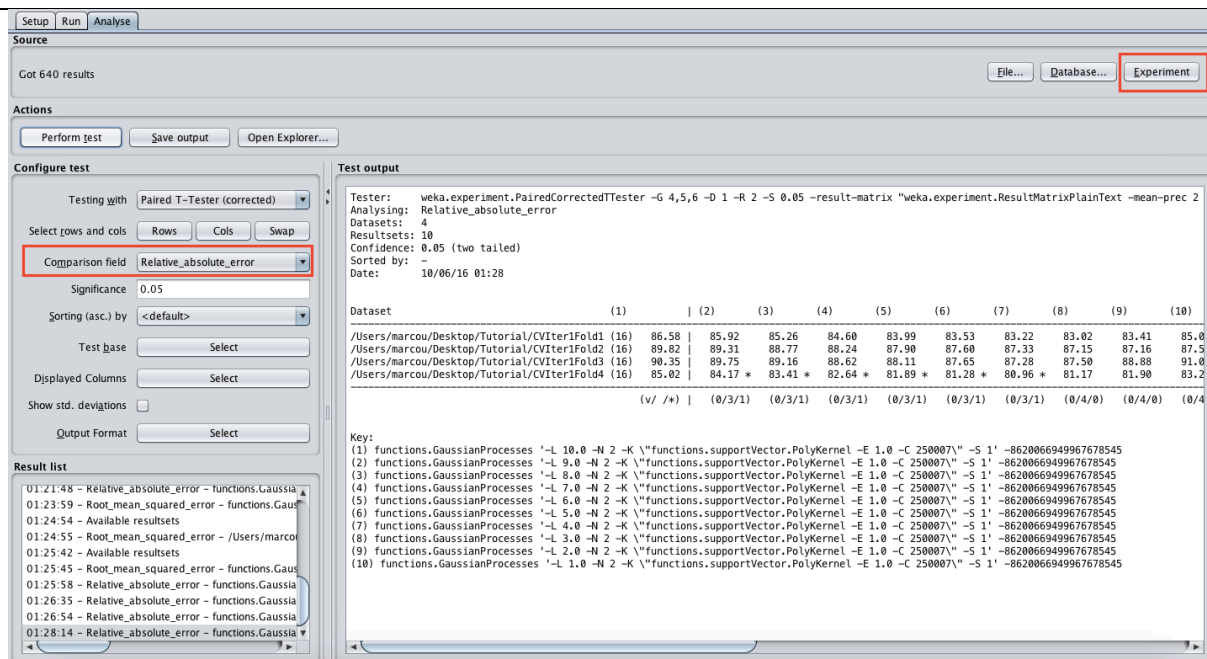 Setup Run Analyse
Source
Got 640 results
File... Database... Experiment
Actions
Perform test Save output Open Explorer...
Configure test
Testing with Paired T-Tester (corrected)
Select rows and cols Rows Cols Swap
Comparison field Relative_absolute_error
Significance 0.05
Sorting (asc.) by <default>
Test base Select
Displayed Columns Select
Show std. deviations
Output Format Select
Result list
01:21:48 - Relative_absolute_error - functions.Gaussia
01:23:59 - Root_mean_squared_error - functions.Gaus
01:24:54 - Available resultsets
01:24:55 - Root_mean_squared_error - /Users/marcou
01:25:42 - Available resultsets
01:25:45 - Root_mean_squared_error - functions.Gaus
01:25:58 - Relative_absolute_error - functions.Gaussia
01:26:35 - Relative_absolute_error - functions.Gaussia
01:26:54 - Relative_absolute_error - functions.Gaussia
01:28:14 - Relative_absolute_error - functions.Gaussia
Test output
Tester: weka.experiment.PairedCorrectedTTester -G 4,5,6 -D 1 -R 2 -S 0.05 -result-matrix "weka.experiment.ResultMatrixPlainText -mean-prec 2
Analysing: Relative_absolute_error
Datasets: 4
Resultsets: 10
Confidence: 0.05 (two tailed)
Sorted by: -
Date: 10/06/16 01:28
Dataset (1) | (2) (3) (4) (5) (6) (7) (8) (9) (10)
/Users/marcou/Desktop/Tutorial/CVIter1Fold1 (16) 86.58 | 85.92 85.26 84.60 83.99 83.53 83.22 83.02 83.41 85.0
/Users/marcou/Desktop/Tutorial/CVIter1Fold2 (16) 89.82 | 89.31 88.77 88.24 87.90 87.60 87.33 87.15 87.16 87.5
/Users/marcou/Desktop/Tutorial/CVIter1Fold3 (16) 90.35 | 89.75 89.16 88.62 88.11 87.65 87.28 87.50 88.88 91.0
/Users/marcou/Desktop/Tutorial/CVIter1Fold4 (16) 85.02 | 84.17 * 83.41 * 82.64 * 81.89 * 81.28 * 80.96 * 81.17 81.90 83.2
(v/ /*) | (0/3/1) (0/3/1) (0/3/1) (0/3/1) (0/3/1) (0/3/1) (0/4/0) (0/4/0) (0/4
Key:
(1) functions.GaussianProcesses '-L 10.0 -N 2 -K \"functions.supportVector.PolyKernel -E 1.0 -C 250007\" -S 1' -8620066949967678545
(2) functions.GaussianProcesses '-L 9.0 -N 2 -K \"functions.supportVector.PolyKernel -E 1.0 -C 250007\" -S 1' -8620066949967678545
(3) functions.GaussianProcesses '-L 8.0 -N 2 -K \"functions.supportVector.PolyKernel -E 1.0 -C 250007\" -S 1' -8620066949967678545
(4) functions.GaussianProcesses '-L 7.0 -N 2 -K \"functions.supportVector.PolyKernel -E 1.0 -C 250007\" -S 1' -8620066949967678545
(5) functions.GaussianProcesses '-L 6.0 -N 2 -K \"functions.supportVector.PolyKernel -E 1.0 -C 250007\" -S 1' -8620066949967678545
(6) functions.GaussianProcesses '-L 5.0 -N 2 -K \"functions.supportVector.PolyKernel -E 1.0 -C 250007\" -S 1' -8620066949967678545
(7) functions.GaussianProcesses '-L 4.0 -N 2 -K \"functions.supportVector.PolyKernel -E 1.0 -C 250007\" -S 1' -8620066949967678545
(8) functions.GaussianProcesses '-L 3.0 -N 2 -K \"functions.supportVector.PolyKernel -E 1.0 -C 250007\" -S 1' -8620066949967678545
(9) functions.GaussianProcesses '-L 2.0 -N 2 -K \"functions.supportVector.PolyKernel -E 1.0 -C 250007\" -S 1' -8620066949967678545
(10) functions.GaussianProcesses '-L 1.0 -N 2 -K \"functions.supportVector.PolyKernel -E 1.0 -C 250007\" -S 1' -8620066949967678545